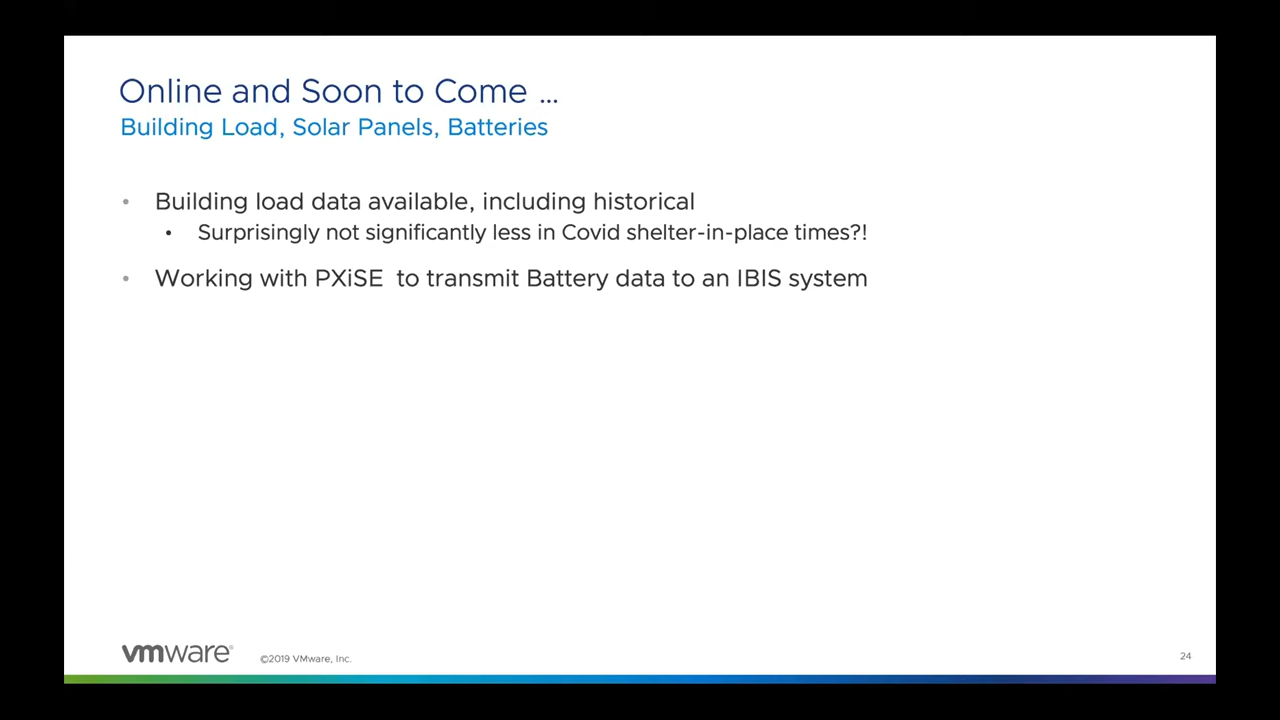 Online and Soon to Come ...
Building Load, Solar Panels, Batteries
• Building load data available, including historical
• Surprisingly not significantly less in Covid shelter-in-place times?!
• Working with PXiSE  to transmit Battery data to an IBIS system
vmware®
©2019 VMware, Inc.
24